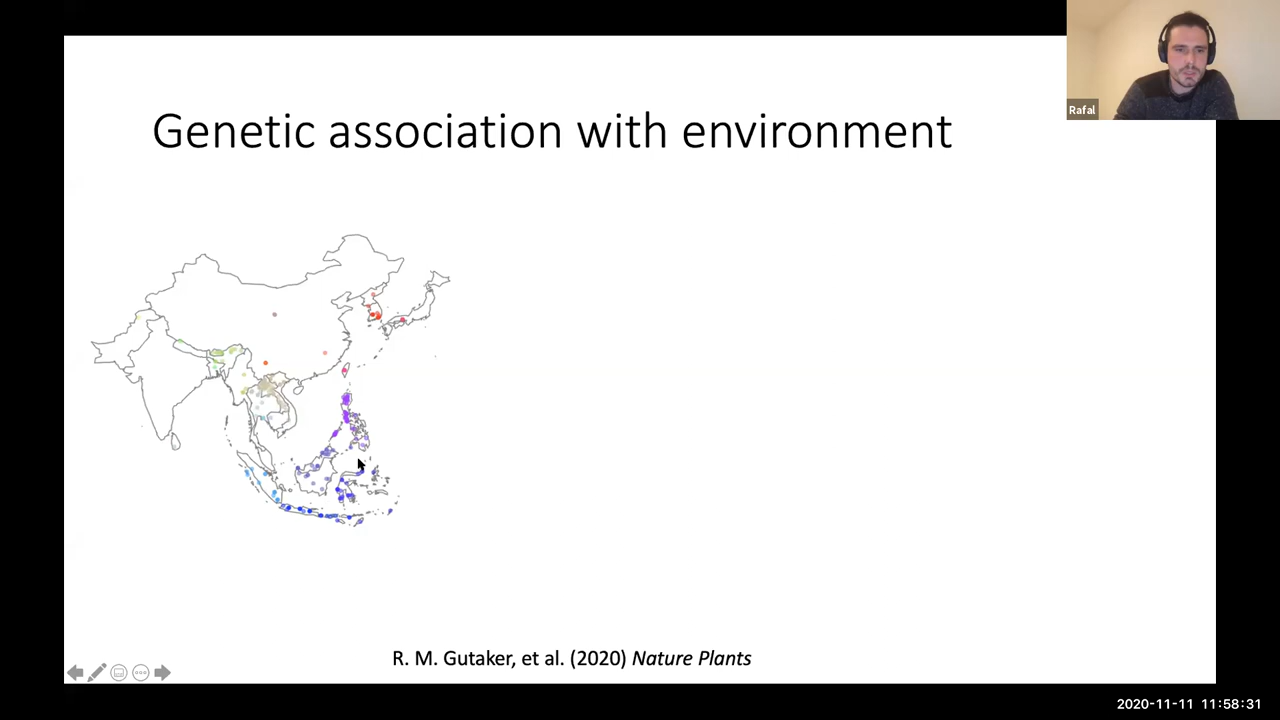 Rafal
Genetic association with environment
R. M. Gutaker, et al. (2020) Nature Plants
2020-11-11 11:58:31